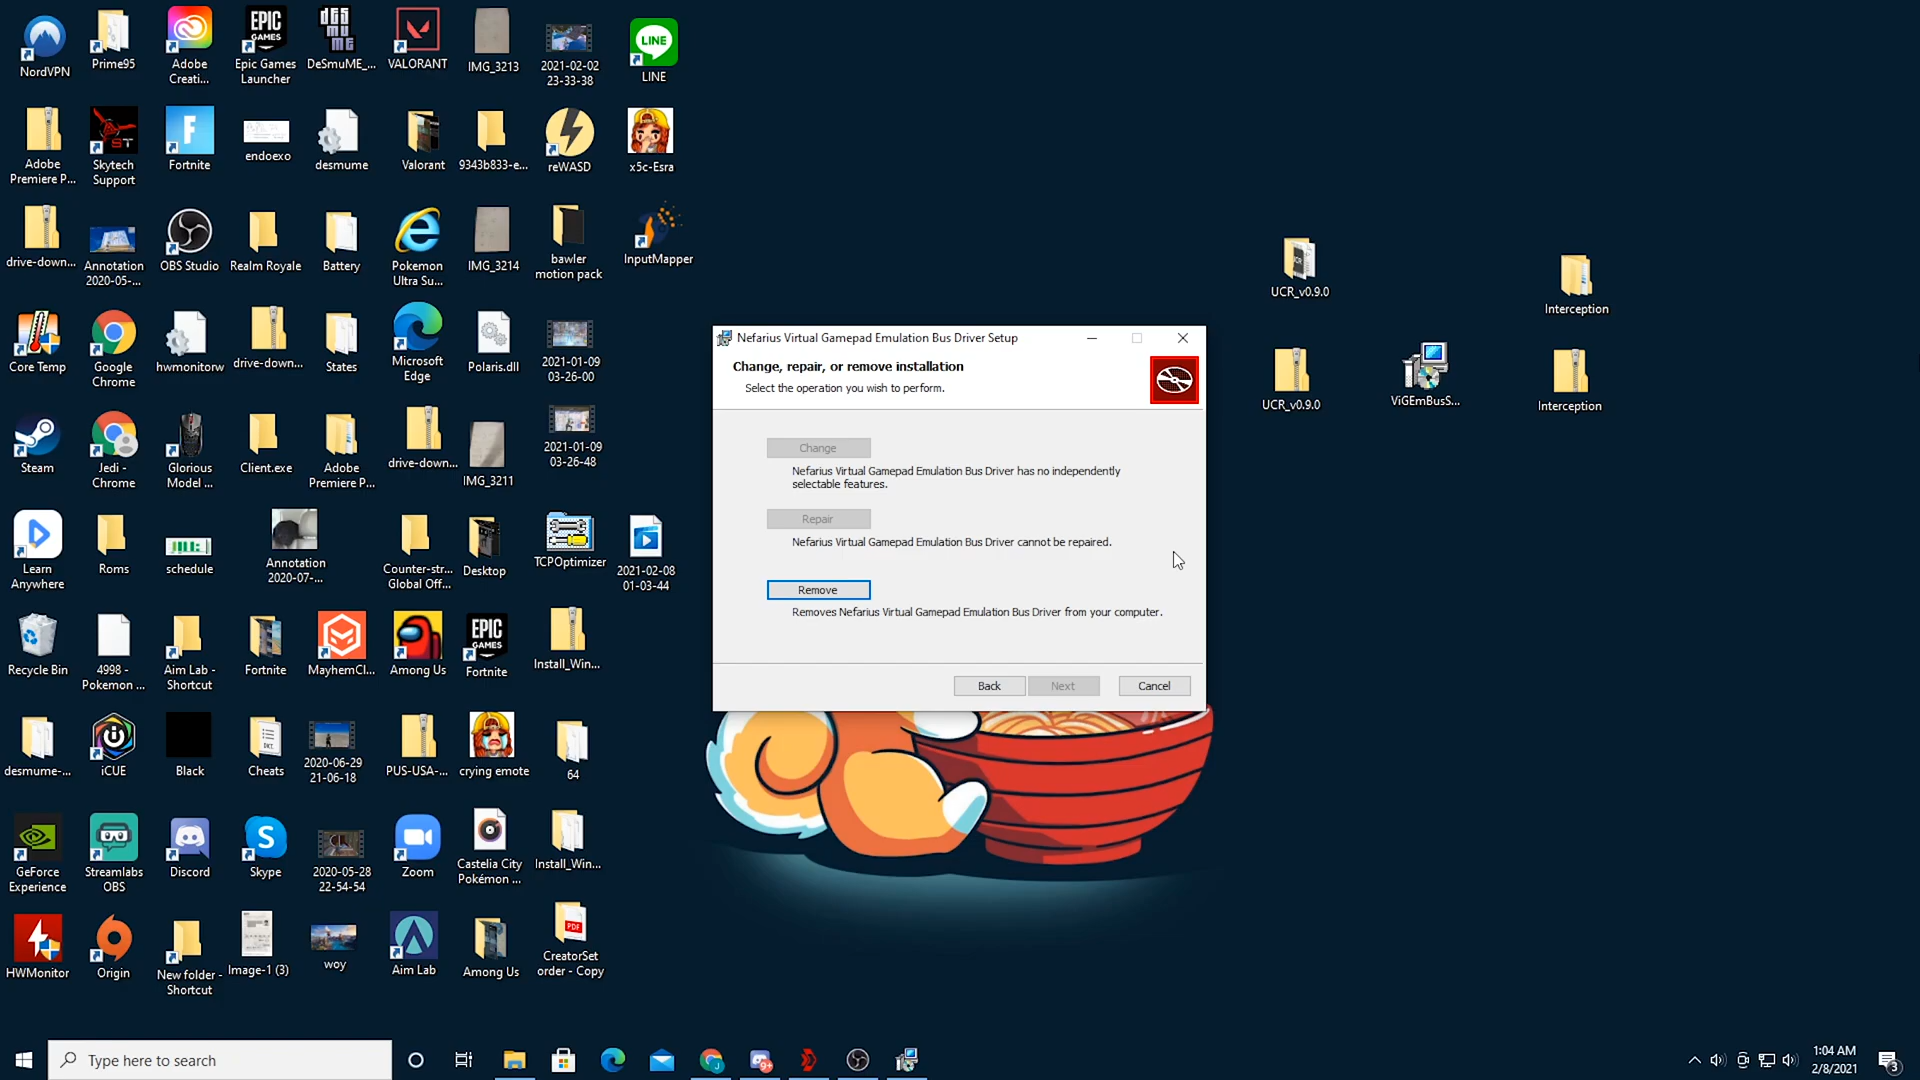 NordVPN
Prime95
Adobe
Creati...
EPIC
GAMES
Epic Games
Launcher
DeSmuME_...
VALORANT
IMG_3213
2021-02-02
23-33-38
LINE
LINE
Adobe
Premiere P...
ST
Skytech
Support
Fortnite
endoexo
desmume
Valorant
9343b833-e...
reWASD
x5c-Esra
drive-down...
Annotation
2020-05-...
OBS Studio
Realm Royale
Battery
Pokemon
Ultra Su...
IMG_3214
bawler
motion pack
InputMapper
UCR_v0.9.0
Interception
Core Temp
Google
Chrome
hwmonitorw
drive-down...
States
Microsoft
Edge
Polaris.dll
2021-01-09
03-26-00
UCR_v0.9.0
ViGEmBusS...
Interception
Steam
Jedi -
Chrome
Glorious
Model ...
Client.exe
Adobe
Premiere P...
drive-down...
IMG_3211
2021-01-09
03-26-48
Learn
Anywhere
Roms
schedule
Annotation
2020-07-...
Counter-str...
Global Off...
Desktop
TCPOptimizer
2021-02-08
01-03-44
Recycle Bin
4998 -
Pokemon ...
Aim Lab -
Shortcut
Fortnite
MayhemCl...
Among Us
EPIC
GAMES
Fortnite
Install_Win...
desmume-...
iCUE
Black
Cheats
2020-06-29
21-06-18
PUS-USA-...
crying emote
64
GeForce
Experience
Streamlabs
OBS
Discord
Skype
2020-05-28
22-54-54
Zoom
Castelia City
Pokémon ...
Install_Win...
HWMonitor
Origin
New folder -
Shortcut
Image-1 (3)
woy
Aim Lab
Among Us
PDF
CreatorSet
order - Copy
Nefarius Virtual Gamepad Emulation Bus Driver Setup
Change, repair, or remove installation
Select the operation you wish to perform.
Change
Nefarius Virtual Gamepad Emulation Bus Driver has no independently
selectable features.
Repair
Nefarius Virtual Gamepad Emulation Bus Driver cannot be repaired.
Remove
Removes Nefarius Virtual Gamepad Emulation Bus Driver from your computer.
Back
Next
Cancel
Type here to search
1:04 AM
2/8/2021
3